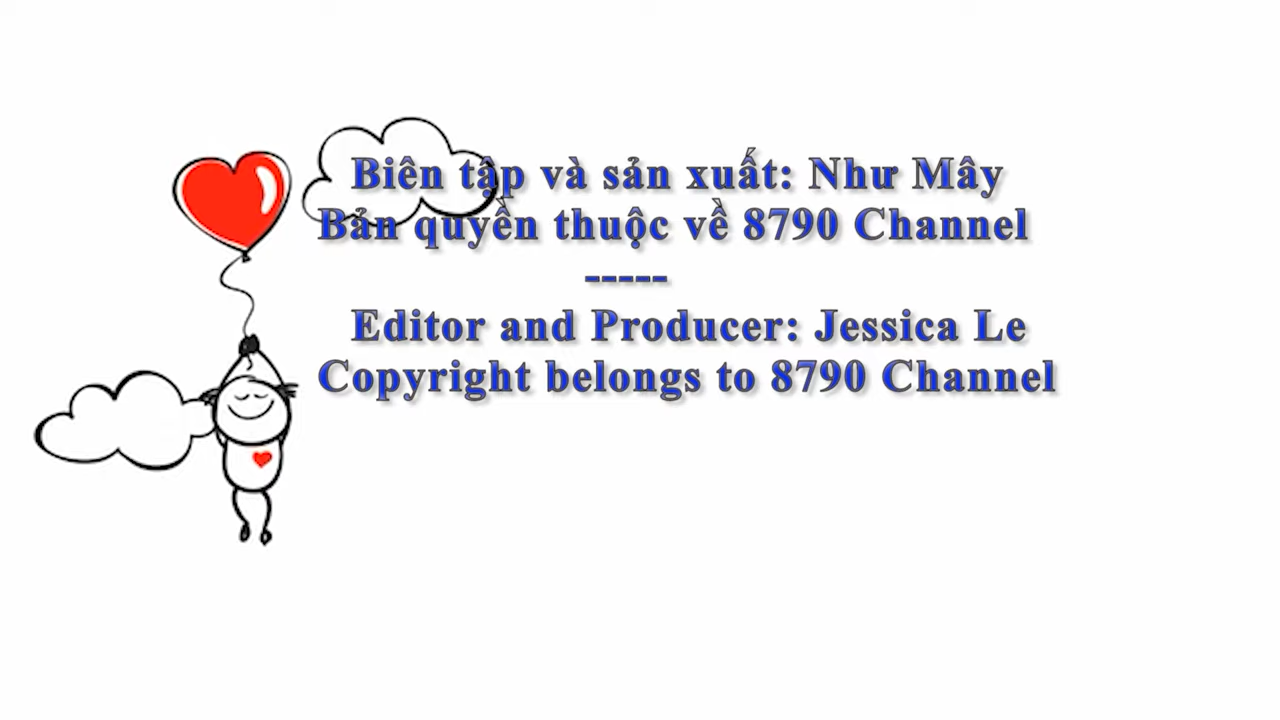 Biên tập và sản xuất: Như Mây
Bản quyền thuộc về 8790 Channel
-----
Editor and Producer: Jessica Le
Copyright belongs to 8790 Channel